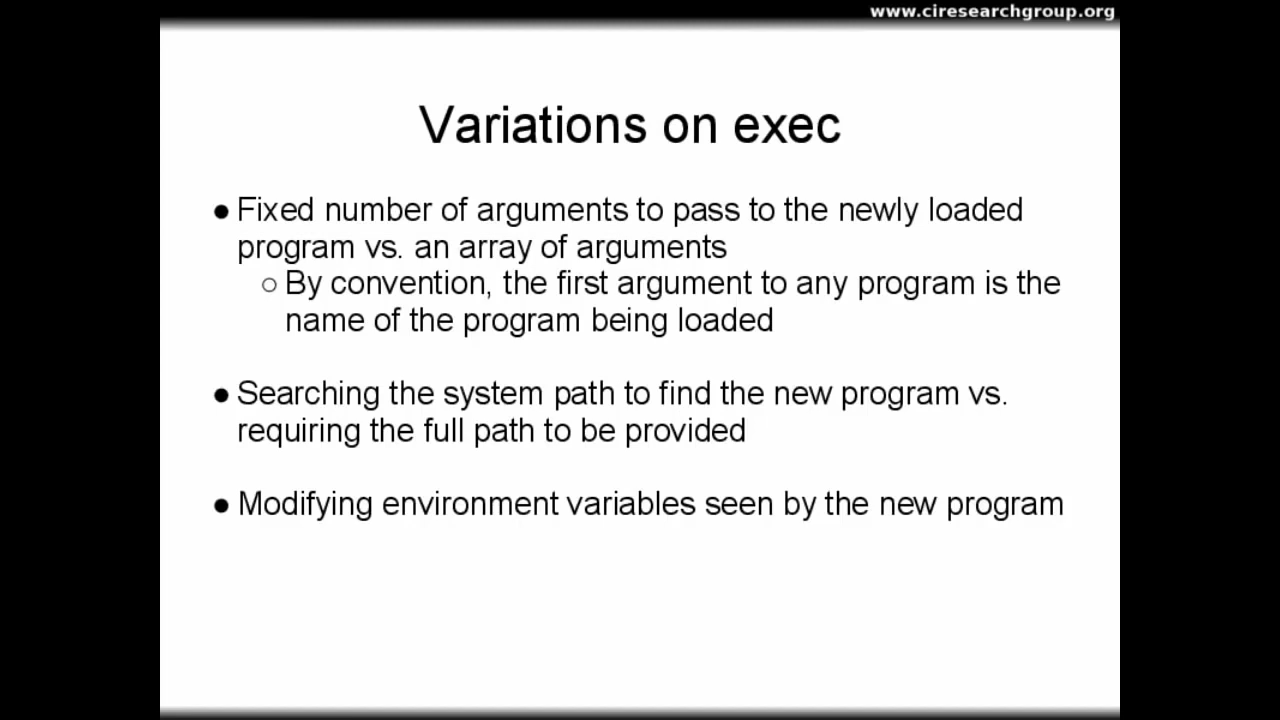 www.ciresearchgroup.org
Variations on exec
● Fixed number of arguments to pass to the newly loaded
program vs. an array of arguments
○ By convention, the first argument to any program is the
name of the program being loaded
● Searching the system path to find the new program vs.
requiring the full path to be provided
● Modifying environment variables seen by the new program